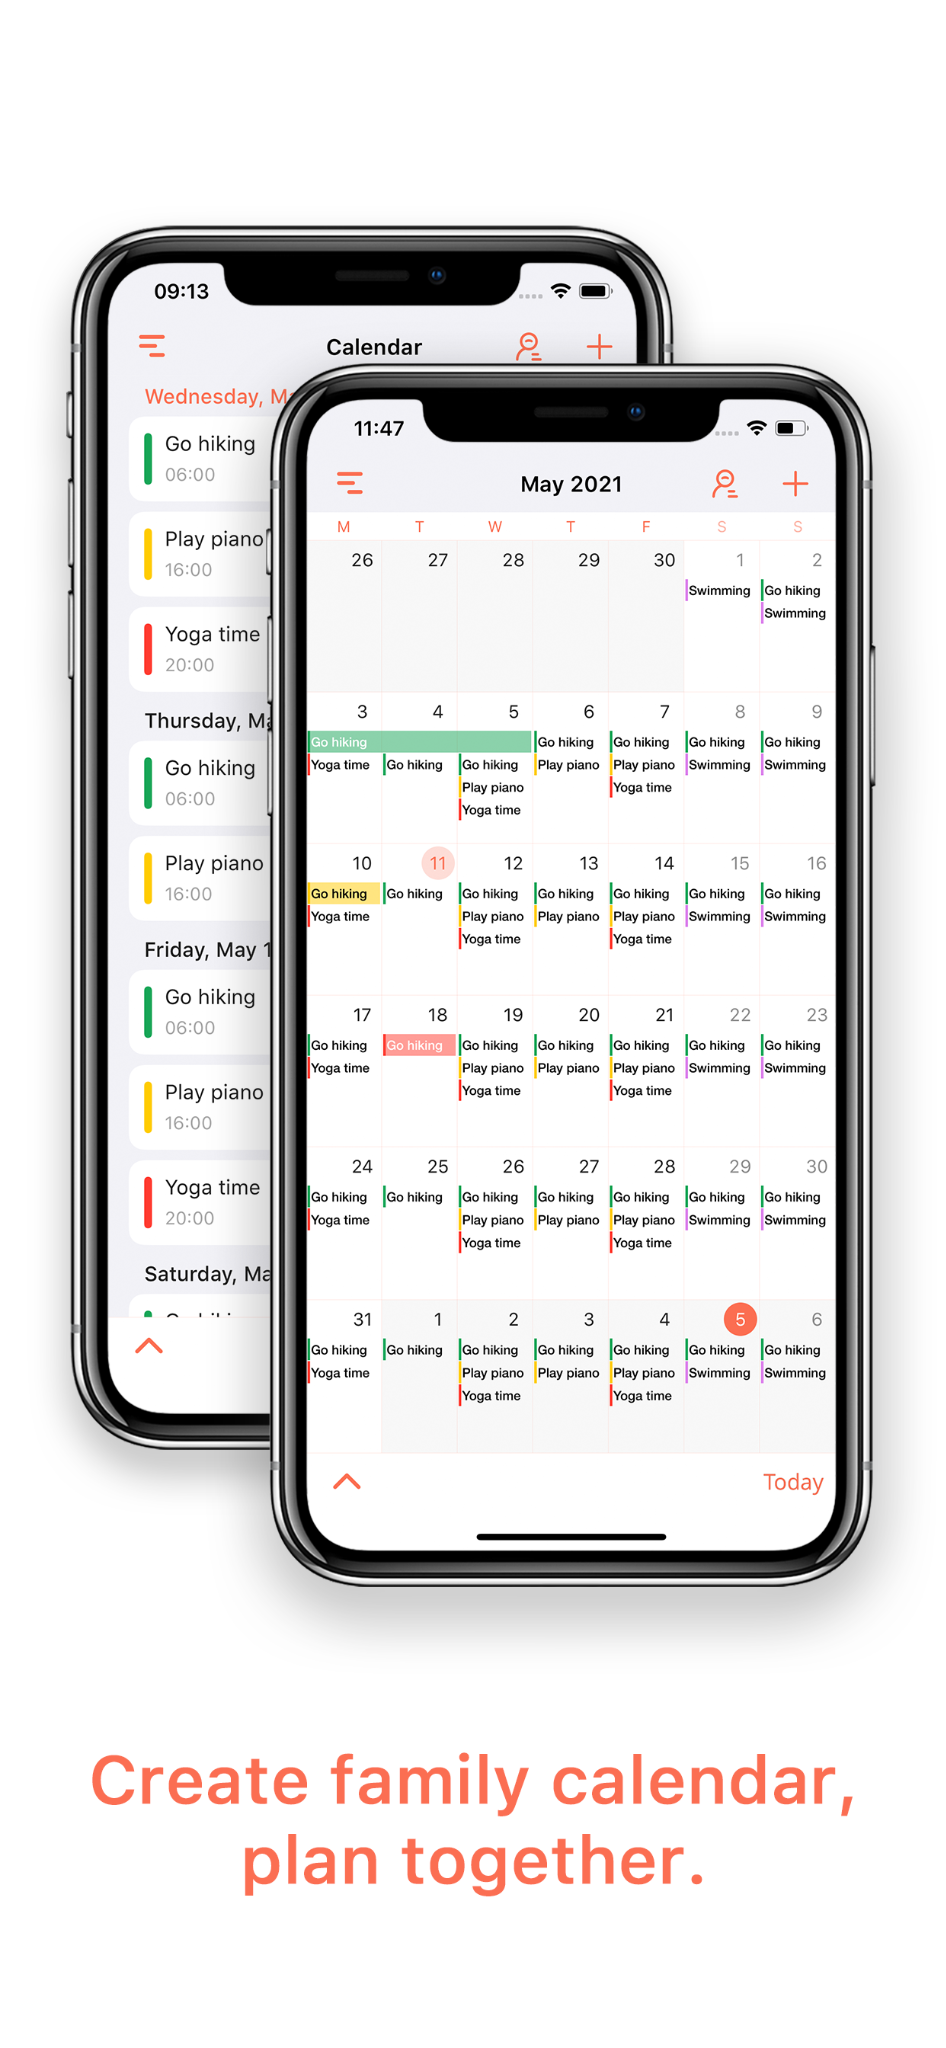 09:13
Calendar
Wednesday,
Go hiking
06:00
Play piano
16:00
Yoga time
20:00
Thursday,
Go hiking
06:00
Play piano
16:00
Friday, May
Go hiking
06:00
Play piano
16:00
Yoga time
20:00
Saturday,
11:47
May 2021
M T W T F S S
26 27 28 29 30 1 2
Swimming Go hiking
Swimming
3 4 5 6 7 8 9
Go hiking Go hiking Go hiking Go hiking Go hiking
Yoga time Go hiking Go hiking Play piano Play piano Swimming Swimming
Play piano Yoga time
Yoga time
10 11 12 13 14 15 16
Go hiking Go hiking Go hiking Go hiking Go hiking Go hiking Go hiking
Yoga time Play piano Play piano Play piano Swimming Swimming
Yoga time Yoga time
17 18 19 20 21 22 23
Go hiking Go hiking Go hiking Go hiking Go hiking Go hiking Go hiking
Yoga time Play piano Play piano Play piano Swimming Swimming
Yoga time Yoga time
24 25 26 27 28 29 30
Go hiking Go hiking Go hiking Go hiking Go hiking Go hiking Go hiking
Yoga time Play piano Play piano Play piano Swimming Swimming
Yoga time Yoga time
31 1 2 3 4 5 6
Go hiking Go hiking Go hiking Go hiking Go hiking Go hiking Go hiking
Yoga time Play piano Play piano Play piano Swimming Swimming
Yoga time Yoga time
Today
Create family calendar,
plan together.